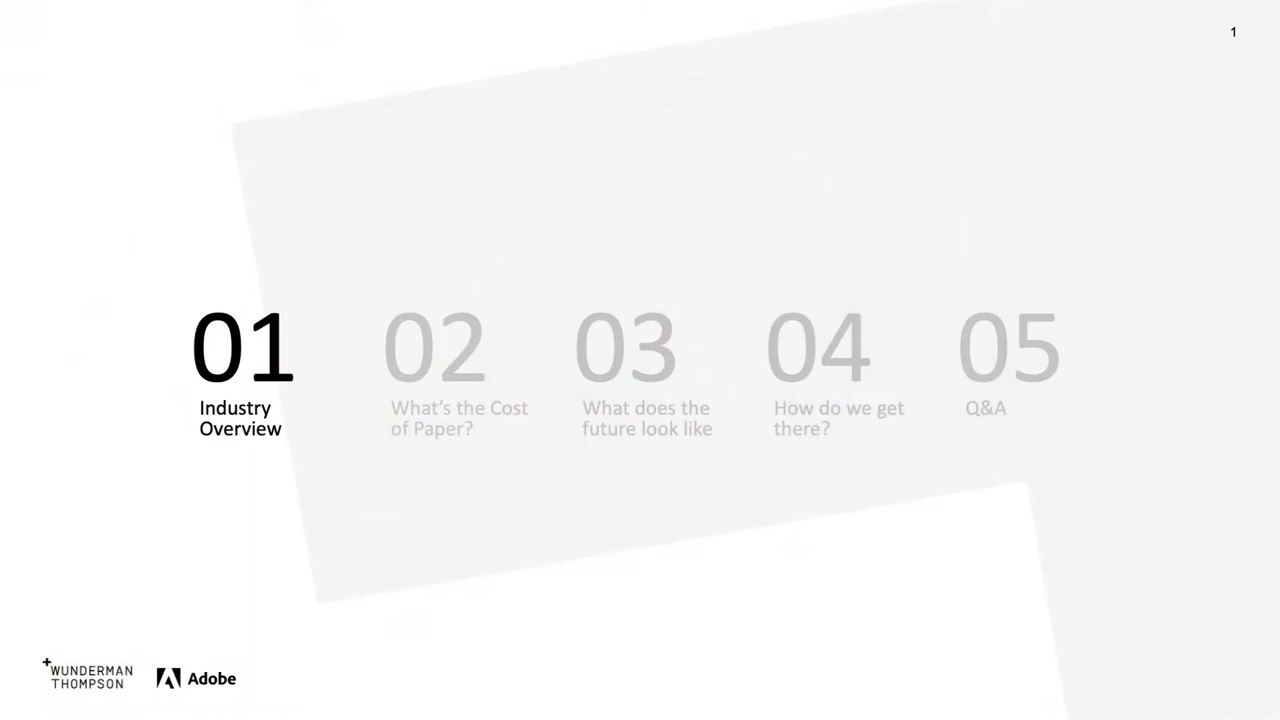 1
01
Industry
Overview
02
What's the Cost
of Paper?
03
What does the
future look like
04
How do we get
there?
05
Q&A
+WUNDERMAN
THOMPSON
Adobe